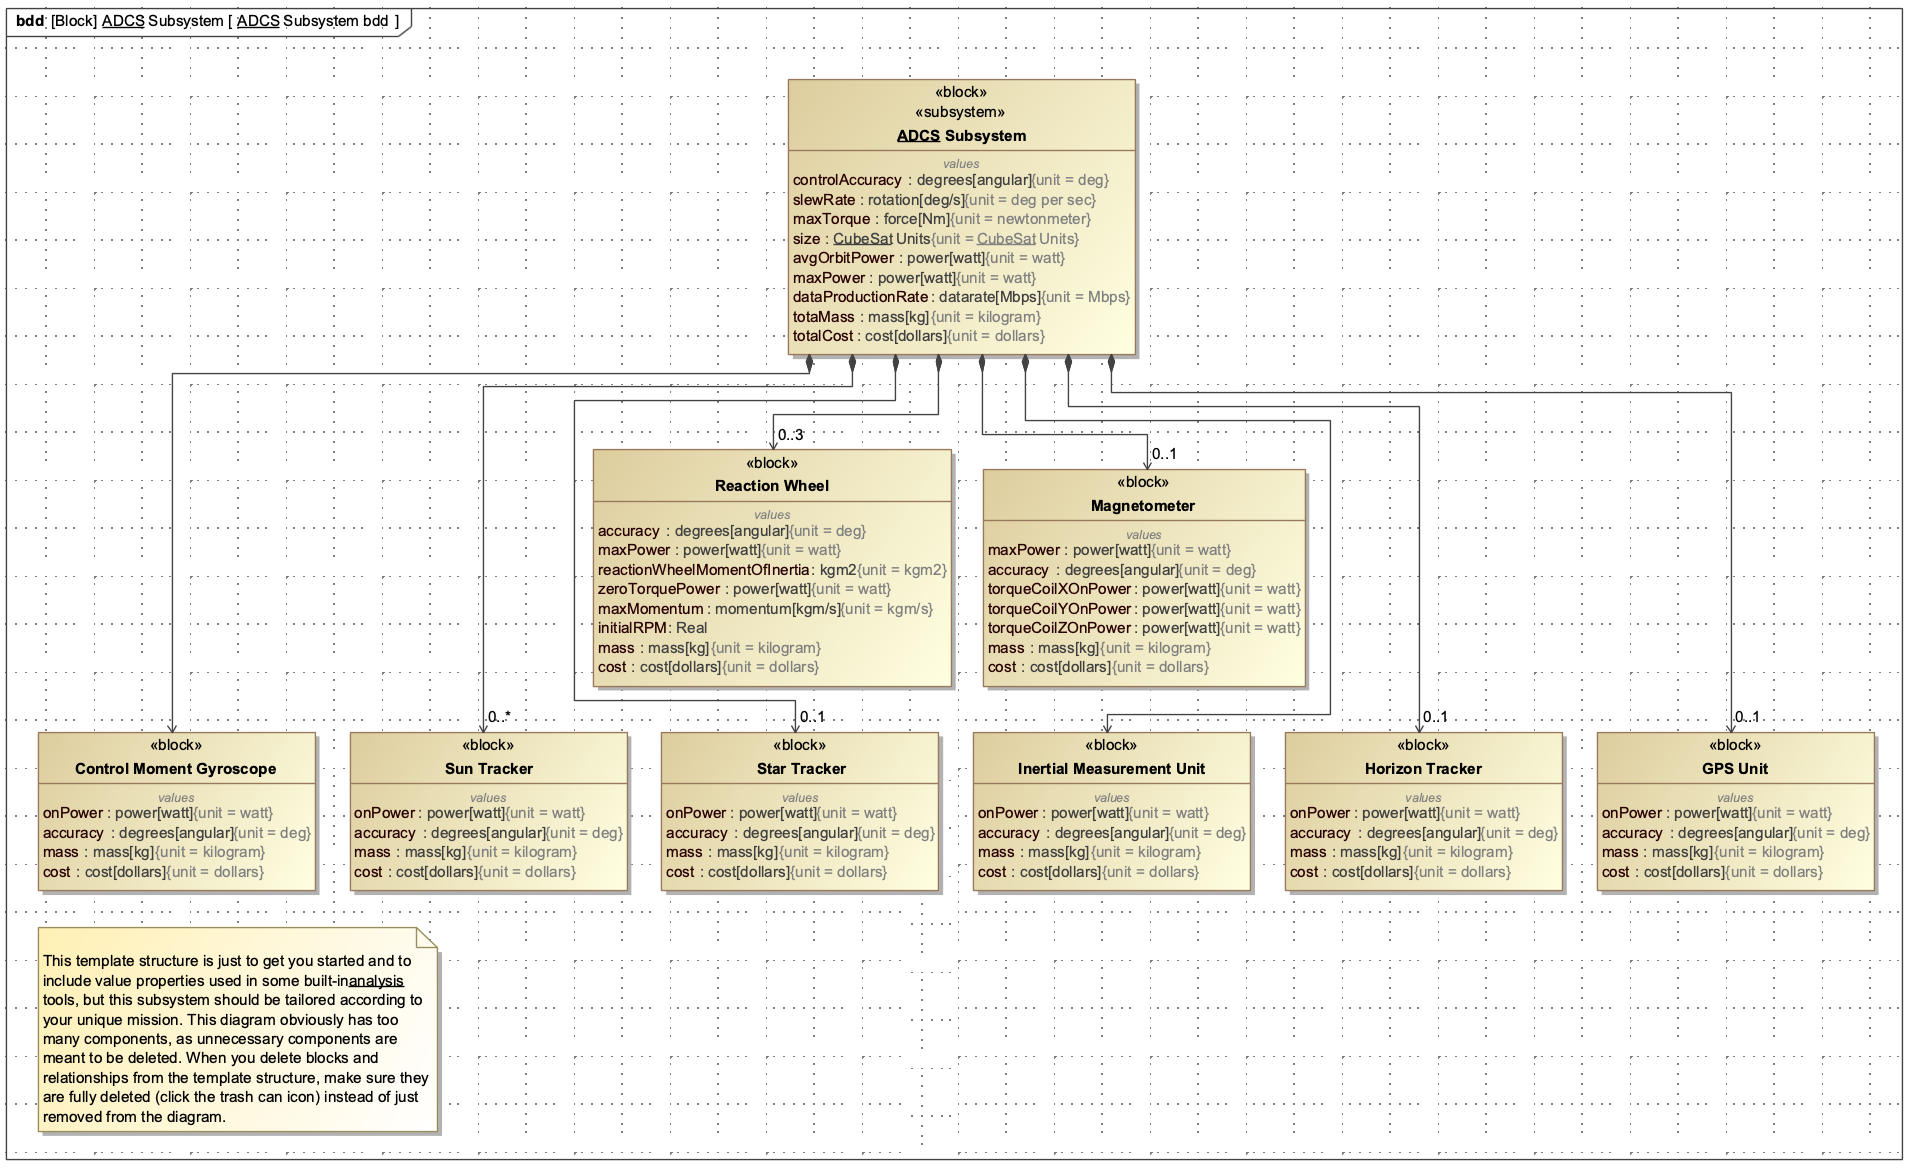 bdd [Block] ADCS Subsystem [ ADCS Subsystem bdd ]
«block»
«subsystem»
ADCS Subsystem
values
controlAccuracy : degrees[angular]{unit = deg}
slewRate : rotation[deg/s]{unit = deg per sec}
maxTorque : force[Nm]{unit = newtonmeter}
size : CubeSat Units{unit = CubeSat Units}
avgOrbitPower : power[watt]{unit = watt}
maxPower : power[watt]{unit = watt}
dataProductionRate : datarate[Mbps]{unit = Mbps}
totaMass : mass[kg]{unit = kilogram}
totalCost : cost[dollars]{unit = dollars}
0..3
«block»
Reaction Wheel
values
accuracy : degrees[angular]{unit = deg}
maxPower : power[watt]{unit = watt}
reactionWheelMomentOfInertia : kgm2{unit = kgm2}
zeroTorquePower : power[watt]{unit = watt}
maxMomentum : momentum[kgm/s]{unit = kgm/s}
initialRPM : Real
mass : mass[kg]{unit = kilogram}
cost : cost[dollars]{unit = dollars}
0..1
«block»
Magnetometer
values
maxPower : power[watt]{unit = watt}
accuracy : degrees[angular]{unit = deg}
torqueCoilXOnPower : power[watt]{unit = watt}
torqueCoilYOnPower : power[watt]{unit = watt}
torqueCoilZOnPower : power[watt]{unit = watt}
mass : mass[kg]{unit = kilogram}
cost : cost[dollars]{unit = dollars}
«block»
Control Moment Gyroscope
values
onPower : power[watt]{unit = watt}
accuracy : degrees[angular]{unit = deg}
mass : mass[kg]{unit = kilogram}
cost : cost[dollars]{unit = dollars}
0..*
«block»
Sun Tracker
values
onPower : power[watt]{unit = watt}
accuracy : degrees[angular]{unit = deg}
mass : mass[kg]{unit = kilogram}
cost : cost[dollars]{unit = dollars}
0..1
«block»
Star Tracker
values
onPower : power[watt]{unit = watt}
accuracy : degrees[angular]{unit = deg}
mass : mass[kg]{unit = kilogram}
cost : cost[dollars]{unit = dollars}
«block»
Inertial Measurement Unit
values
onPower : power[watt]{unit = watt}
accuracy : degrees[angular]{unit = deg}
mass : mass[kg]{unit = kilogram}
cost : cost[dollars]{unit = dollars}
0..1
«block»
Horizon Tracker
values
onPower : power[watt]{unit = watt}
accuracy : degrees[angular]{unit = deg}
mass : mass[kg]{unit = kilogram}
cost : cost[dollars]{unit = dollars}
0..1
«block»
GPS Unit
values
onPower : power[watt]{unit = watt}
accuracy : degrees[angular]{unit = deg}
mass : mass[kg]{unit = kilogram}
cost : cost[dollars]{unit = dollars}
This template structure is just to get you started and to
include value properties used in some built-in analysis
tools, but this subsystem should be tailored according to
your unique mission. This diagram obviously has too
many components, as unnecessary components are
meant to be deleted. When you delete blocks and
relationships from the template structure, make sure they
are fully deleted (click the trash can icon) instead of just
removed from the diagram.